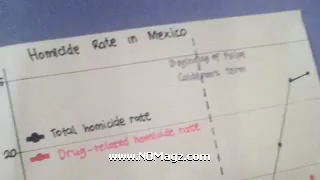 Homicide Rate in Mexico
Beginning of Felipe
Calderon's term
Total homicide rate
20
Drug-related homicide rate
www.N0Magz.com